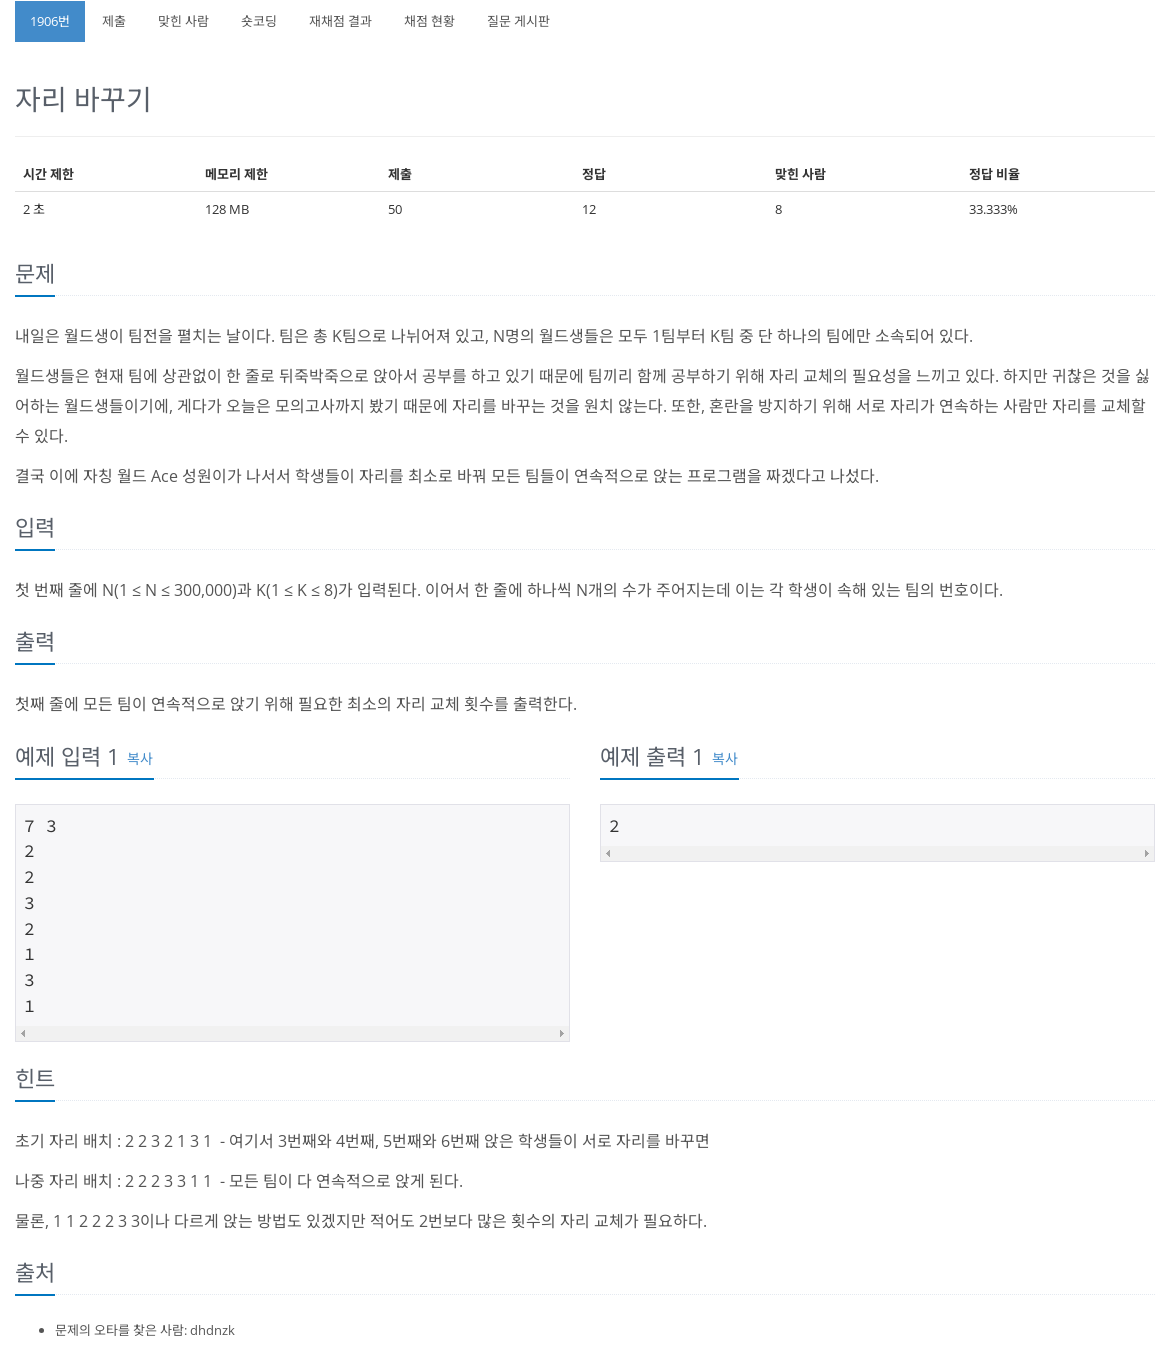 1906번 제출 맞힌 사람 숏코딩 재채점 결과 채점 현황 질문 게시판
자리 바꾸기
시간 제한 메모리 제한 제출 정답 맞힌 사람 정답 비율
2 초 128 MB 50 12 8 33.333%
문제
내일은 월드생이 팀전을 펼치는 날이다. 팀은 총 K팀으로 나뉘어져 있고, N명의 월드생들은 모두 1팀부터 K팀 중 단 하나의 팀에만 소속되어 있다.
월드생들은 현재 팀에 상관없이 한 줄로 뒤죽박죽으로 앉아서 공부를 하고 있기 때문에 팀끼리 함께 공부하기 위해 자리 교체의 필요성을 느끼고 있다. 하지만 귀찮은 것을 싫
어하는 월드생들이기에, 게다가 오늘은 모의고사까지 봤기 때문에 자리를 바꾸는 것을 원치 않는다. 또한, 혼란을 방지하기 위해 서로 자리가 연속하는 사람만 자리를 교체할
수 있다.
결국 이에 자칭 월드 Ace 성원이가 나서서 학생들이 자리를 최소로 바꿔 모든 팀들이 연속적으로 앉는 프로그램을 짜겠다고 나섰다.
입력
첫 번째 줄에 N(1 ≤ N ≤ 300,000)과 K(1 ≤ K ≤ 8)가 입력된다. 이어서 한 줄에 하나씩 N개의 수가 주어지는데 이는 각 학생이 속해 있는 팀의 번호이다.
출력
첫째 줄에 모든 팀이 연속적으로 앉기 위해 필요한 최소의 자리 교체 횟수를 출력한다.
예제 입력 1 복사
7 3
2
2
3
2
1
3
1
예제 출력 1 복사
2
힌트
초기 자리 배치 : 2 2 3 2 1 3 1 - 여기서 3번째와 4번째, 5번째와 6번째 앉은 학생들이 서로 자리를 바꾸면
나중 자리 배치 : 2 2 2 3 3 1 1 - 모든 팀이 다 연속적으로 앉게 된다.
물론, 1 1 2 2 2 3 3이나 다르게 앉는 방법도 있겠지만 적어도 2번보다 많은 횟수의 자리 교체가 필요하다.
출처
문제의 오타를 찾은 사람: dhdnzk